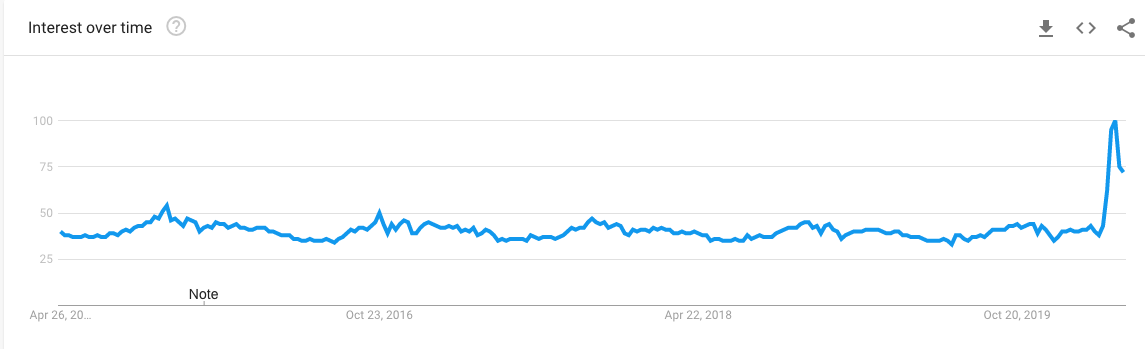 Interest over time
100
75
50
25
Note
Apr 26, 20...
Oct 23, 2016
Apr 22, 2018
Oct 20, 2019